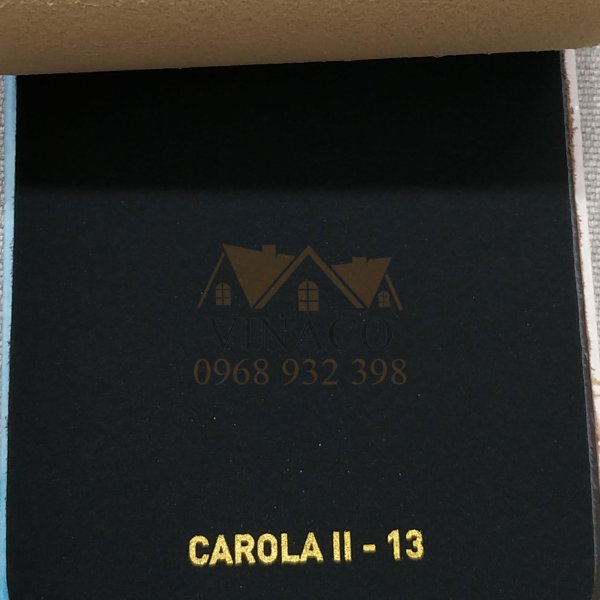 VINACO
0968 932 398
CAROLA II - 13